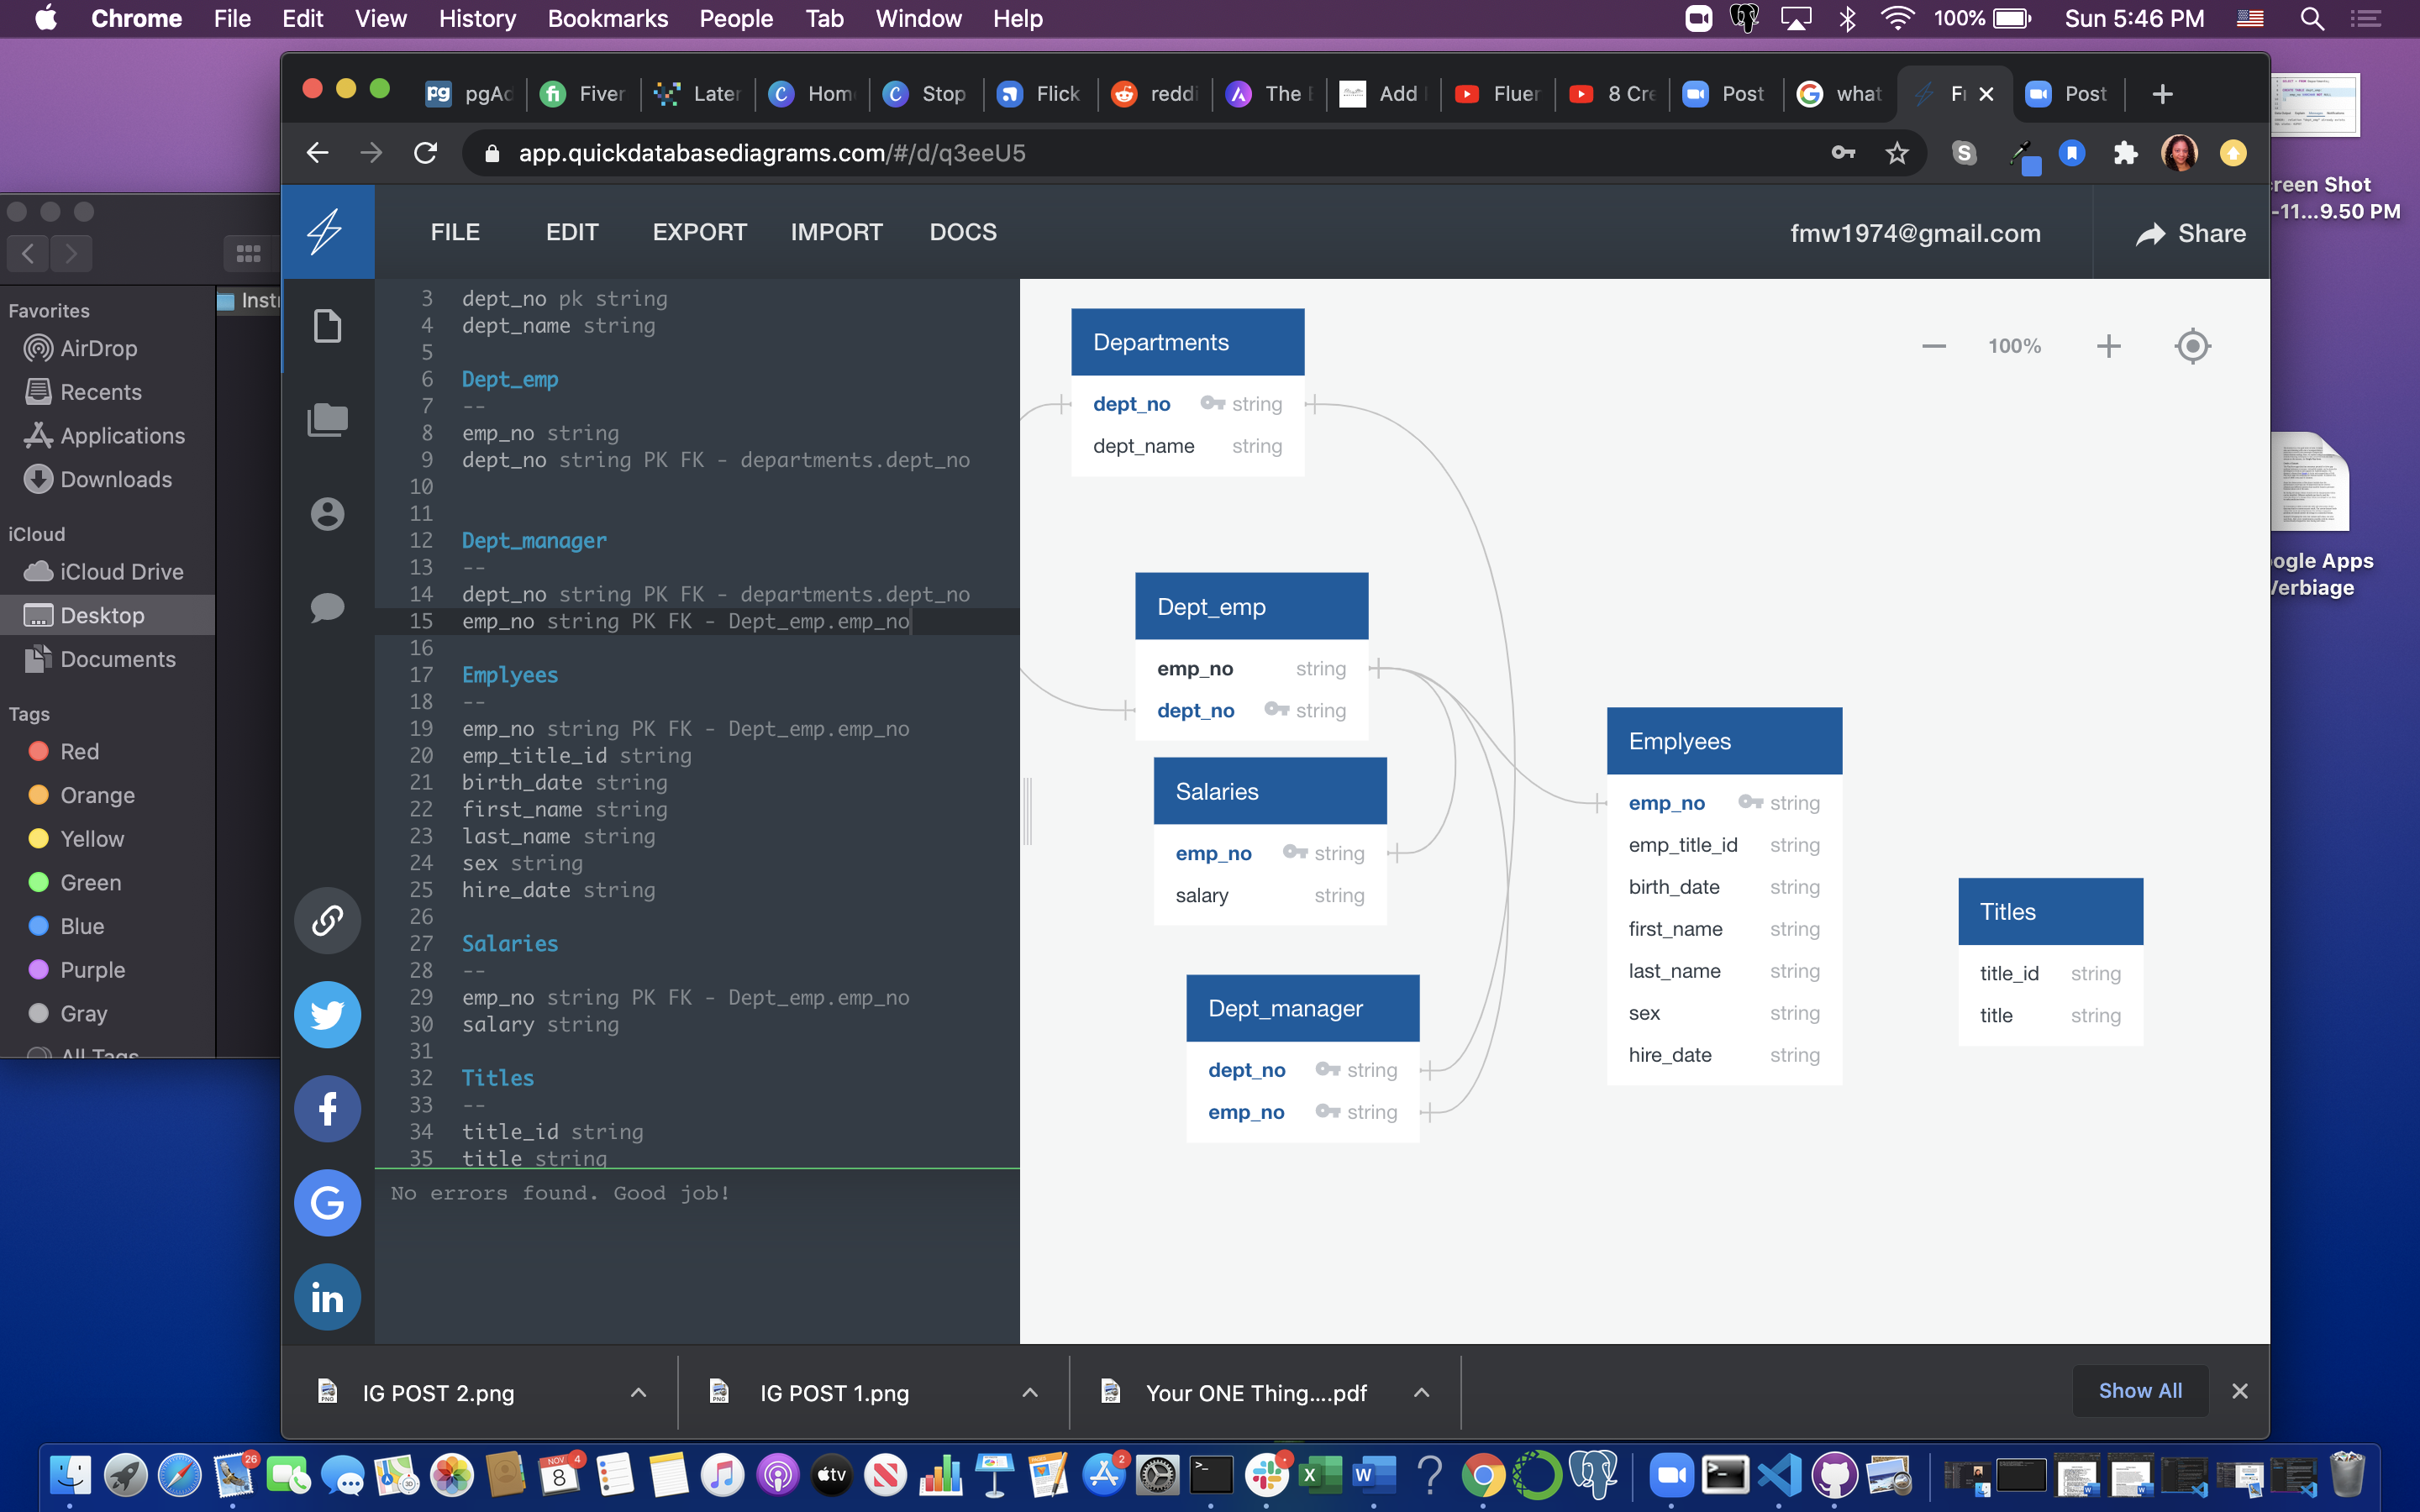 Chrome File Edit View History Bookmarks People Tab Window Help 100% Sun 5:46 PM
pgAd Fiver Later Hom Stop Flick reddi The Add Fluer 8 Cre Post what Post
app.quickdatabasediagrams.com/#/d/q3eeU5
FILE EDIT EXPORT IMPORT DOCS fmw1974@gmail.com Share
Favorites
AirDrop
Recents
Applications
Downloads
iCloud
iCloud Drive
Desktop
Documents
Tags
Red
Orange
Yellow
Green
Blue
Purple
Gray
All Tags
Inst
3 dept_no pk string
4 dept_name string
5
6 Dept_emp
7 --
8 emp_no string
9 dept_no string PK FK - departments.dept_no
10
11
12 Dept_manager
13 --
14 dept_no string PK FK - departments.dept_no
15 emp_no string PK FK - Dept_emp.emp_no
16
17 Emplyees
18 --
19 emp_no string PK FK - Dept_emp.emp_no
20 emp_title_id string
21 birth_date string
22 first_name string
23 last_name string
24 sex string
25 hire_date string
26
27 Salaries
28 --
29 emp_no string PK FK - Dept_emp.emp_no
30 salary string
31
32 Titles
33 --
34 title_id string
35 title string
No errors found. Good job!
100%
Departments
dept_no string
dept_name string
Dept_emp
emp_no string
dept_no string
Salaries
emp_no string
salary string
Dept_manager
dept_no string
emp_no string
Emplyees
emp_no string
emp_title_id string
birth_date string
first_name string
last_name string
sex string
hire_date string
Titles
title_id string
title string
creen Shot
-11...9.50 PM
oogle Apps
Verbiage
IG POST 2.png
IG POST 1.png
Your ONE Thing....pdf
Show All
26
NOV
8
4
tv
2